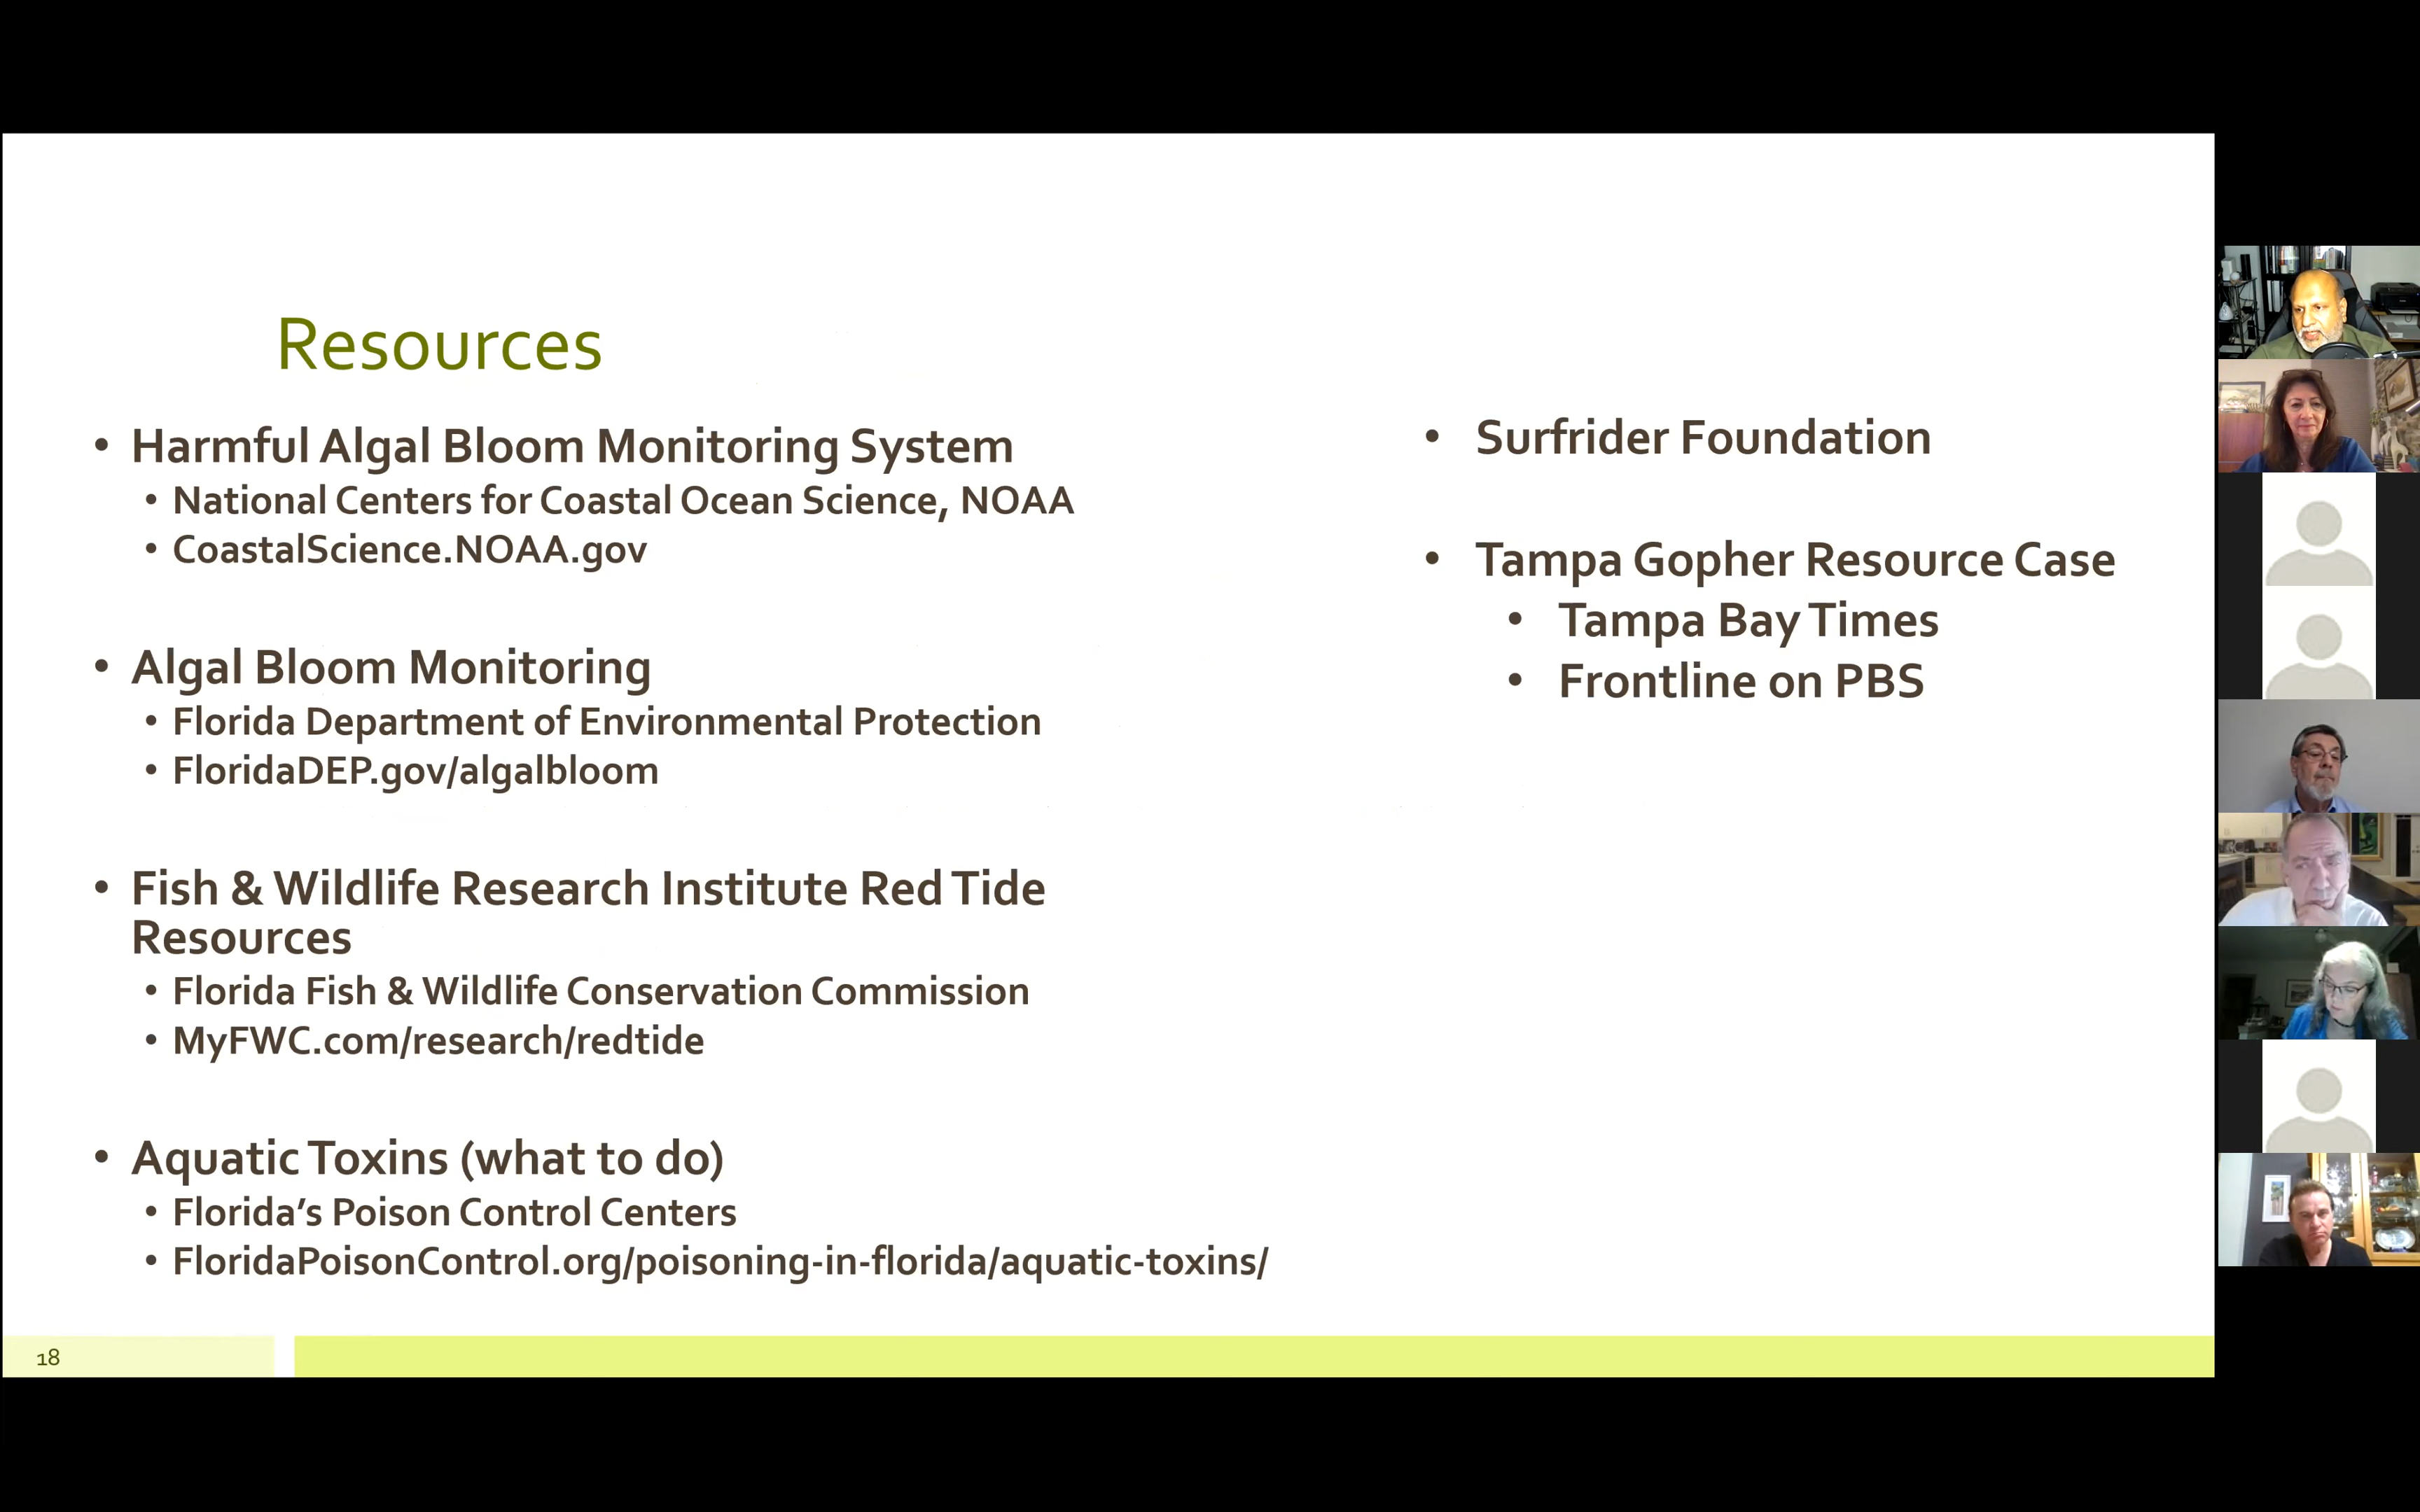 Resources
• Harmful Algal Bloom Monitoring System
• National Centers for Coastal Ocean Science, NOAA
• CoastalScience.NOAA.gov
• Algal Bloom Monitoring
• Florida Department of Environmental Protection
• FloridaDEP.gov/algalbloom
• Fish & Wildlife Research Institute Red Tide
Resources
• Florida Fish & Wildlife Conservation Commission
• MyFWC.com/research/redtide
• Aquatic Toxins (what to do)
• Florida’s Poison Control Centers
• FloridaPoisonControl.org/poisoning-in-florida/aquatic-toxins/
• Surfrider Foundation
• Tampa Gopher Resource Case
• Tampa Bay Times
• Frontline on PBS
18